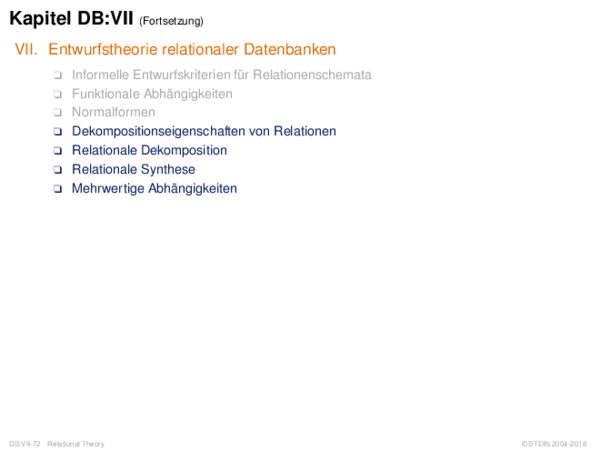 Kapitel DB:VII (Fortsetzung)
VII. Entwurfstheorie relationaler Datenbanken
❑ Informelle Entwurfskriterien für Relationenschemata
❑ Funktionale Abhängigkeiten
❑ Normalformen
❑ Dekompositionseigenschaften von Relationen
❑ Relationale Dekomposition
❑ Relationale Synthese
❑ Mehrwertige Abhängigkeiten
DB:VII-72 Relational Theory © STEIN 2004-2018